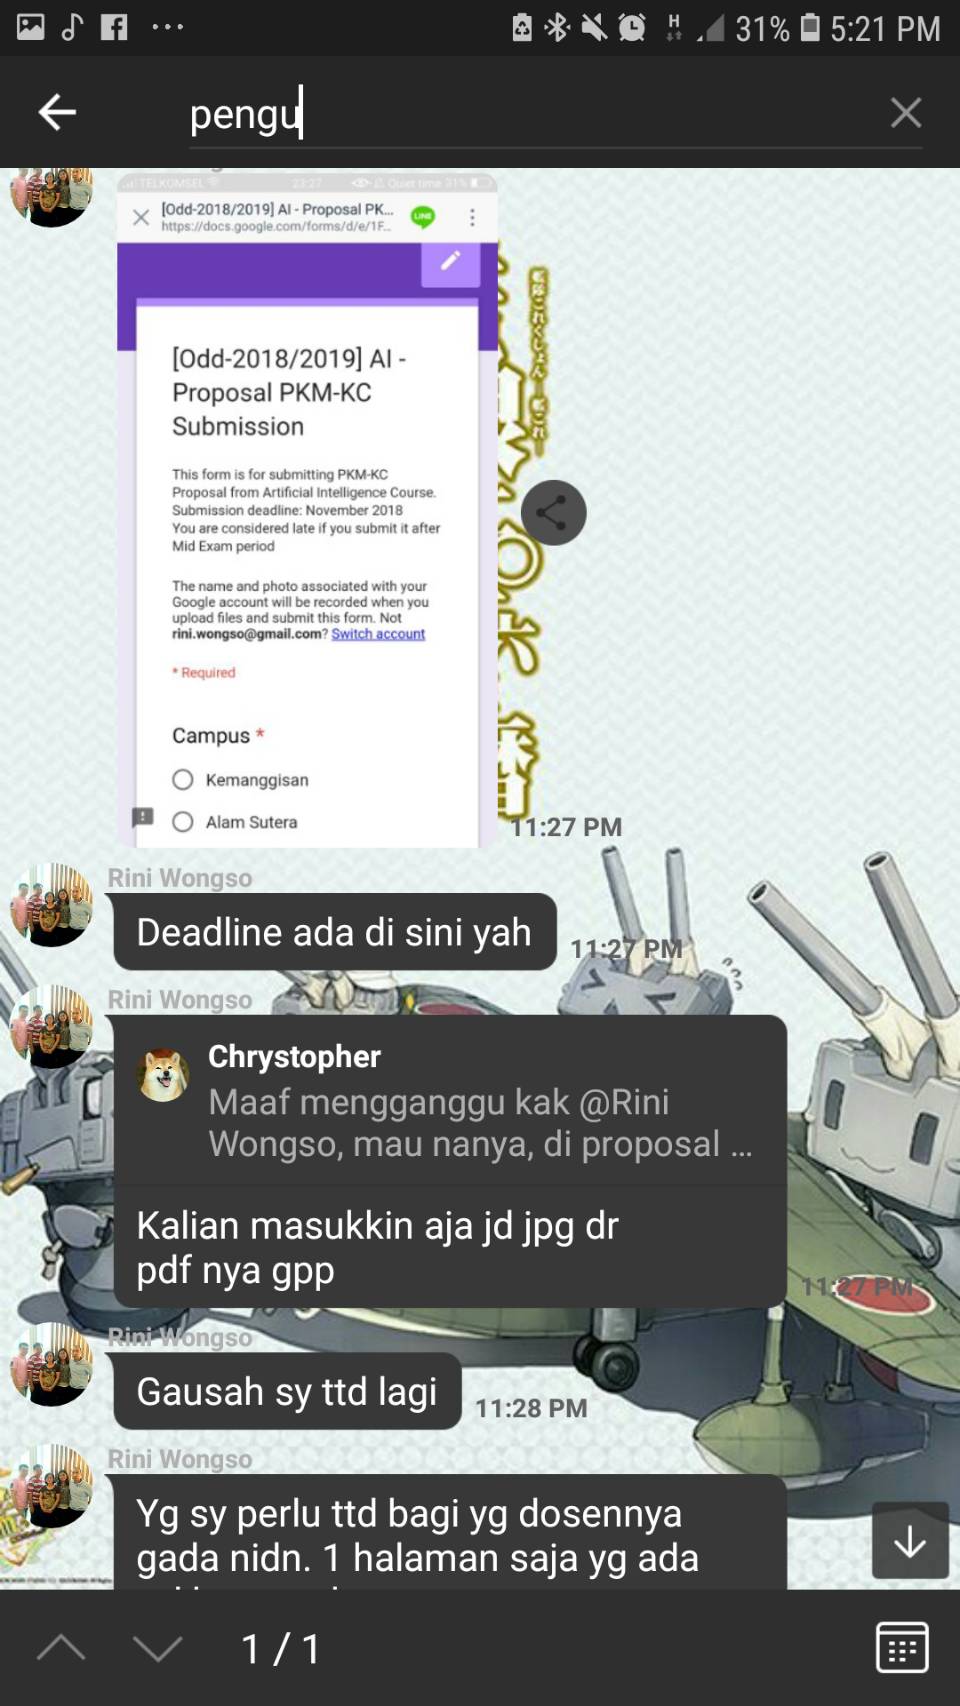 31% 5:21 PM
pengu
TELKOMSEL 23:27 Quiet time 31%
[Odd-2018/2019] AI - Proposal PK...
https://docs.google.com/forms/d/e/1F...
LINE
[Odd-2018/2019] AI -
Proposal PKM-KC
Submission
This form is for submitting PKM-KC
Proposal from Artificial Intelligence Course.
Submission deadline: November 2018
You are considered late if you submit it after
Mid Exam period
The name and photo associated with your
Google account will be recorded when you
upload files and submit this form. Not
rini.wongso@gmail.com? Switch account
* Required
Campus *
Kemanggisan
Alam Sutera
11:27 PM
Rini Wongso
Deadline ada di sini yah
11:27 PM
Rini Wongso
Chrystopher
Maaf mengganggu kak @Rini
Wongso, mau nanya, di proposal ...
Kalian masukkin aja jd jpg dr
pdf nya gpp
11:27 PM
Rini Wongso
Gausah sy ttd lagi
11:28 PM
Rini Wongso
Yg sy perlu ttd bagi yg dosennya
gada nidn. 1 halaman saja yg ada
1 / 1